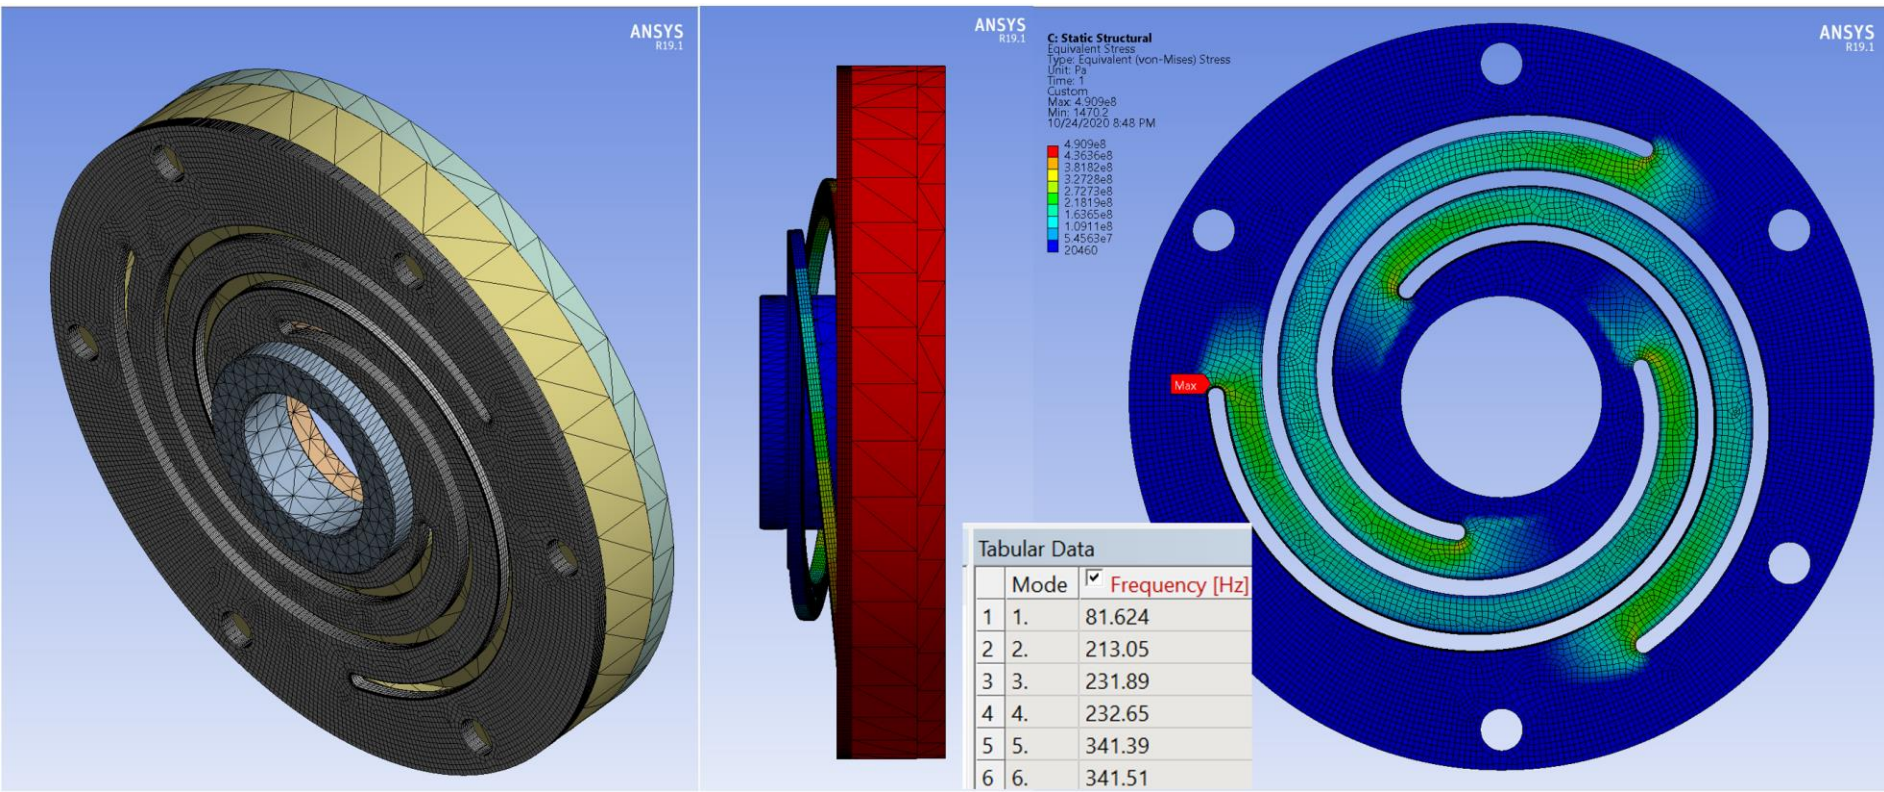 ANSYS
R19.1
ANSYS
R19.1
C: Static Structural
Equivalent Stress
Type: Equivalent (von-Mises) Stress
Unit: Pa
Time: 1
Custom
Max: 4.909e8
Min: 1470.2
10/24/2020 8:48 PM
4.909e8
4.3636e8
3.8182e8
3.2728e8
2.7273e8
2.1819e8
1.6365e8
1.0911e8
5.4563e7
20460
ANSYS
R19.1
Max
Tabular Data
Mode Frequency [Hz]
1 1. 81.624
2 2. 213.05
3 3. 231.89
4 4. 232.65
5 5. 341.39
6 6. 341.51